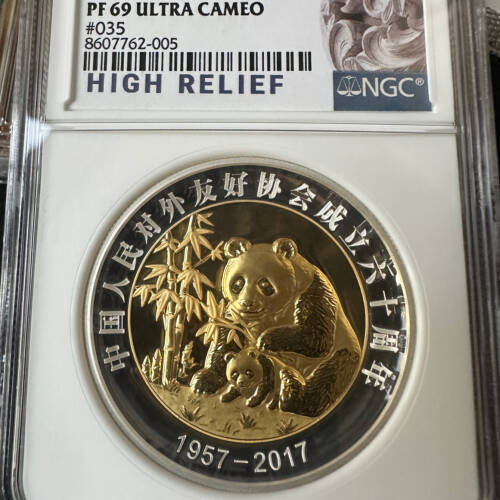 PF 69 ULTRA CAMEO
#035
8607762-005
HIGH RELIEF
NGC®
中国人民对外友好协会成立六十周年
1957-2017